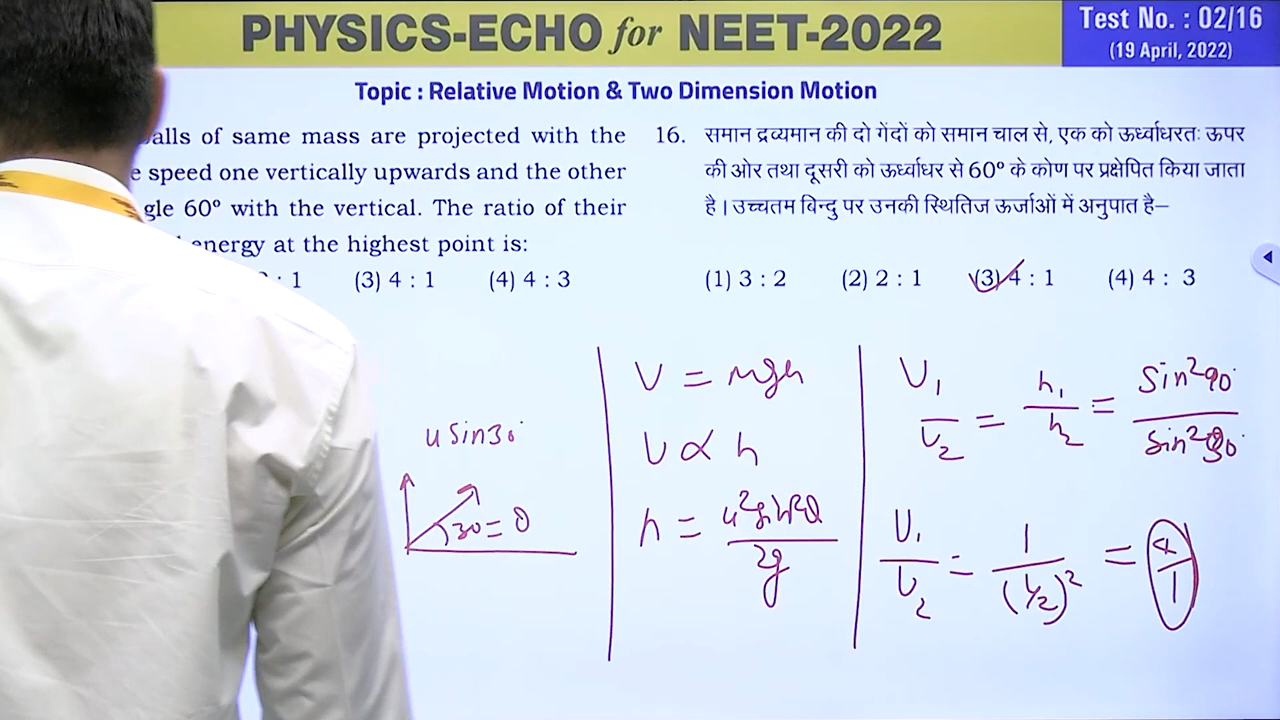 PHYSICS-ECHO for NEET-2022
Test No. : 02/16
(19 April, 2022)
Topic : Relative Motion & Two Dimension Motion
alls of same mass are projected with the
e speed one vertically upwards and the other
gle 60º with the vertical. The ratio of their
energy at the highest point is:
: 1 (3) 4 : 1 (4) 4 : 3
16. समान द्रव्यमान की दो गेंदों को समान चाल से, एक को ऊर्ध्वाधरतः ऊपर
की ओर तथा दूसरी को ऊर्ध्वाधर से 60º के कोण पर प्रक्षेपित किया जाता
है। उच्चतम बिन्दु पर उनकी स्थितिज ऊर्जाओं में अनुपात है–
(1) 3 : 2 (2) 2 : 1 (3) 4 : 1 (4) 4 : 3
u sin30°
30 = θ
U = mgh
U ∝ h
h = u²sin²θ / 2g
U₁/U₂ = h₁/h₂ = sin²90° / sin²30°
U₁/U₂ = 1/(1/2)² = 4/1